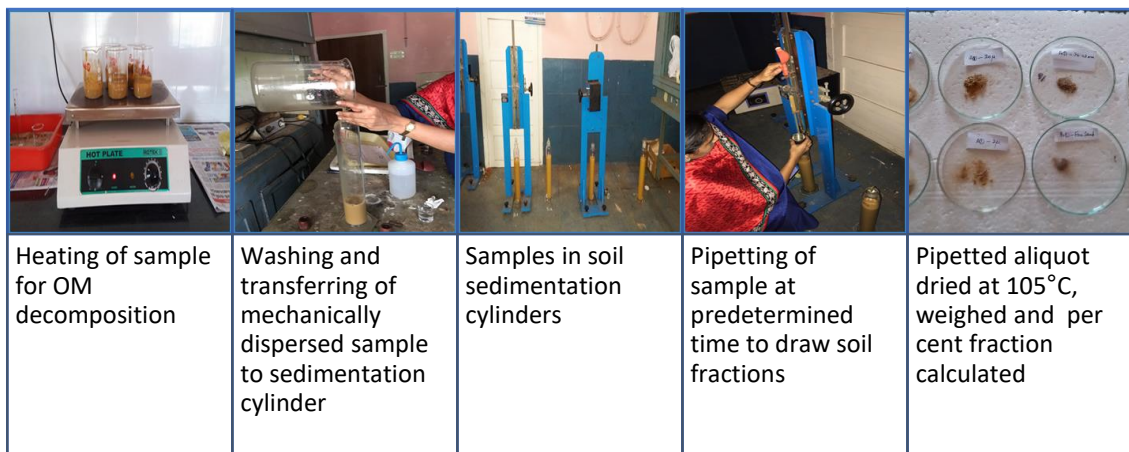 HOT PLATE
Heating of sample
for OM
decomposition
Washing and
transferring of
mechanically
dispersed sample
to sedimentation
cylinder
Samples in soil
sedimentation
cylinders
Pipetting of
sample at
predetermined
time to draw soil
fractions
Pipetted aliquot
dried at 105°C,
weighed and per
cent fraction
calculated